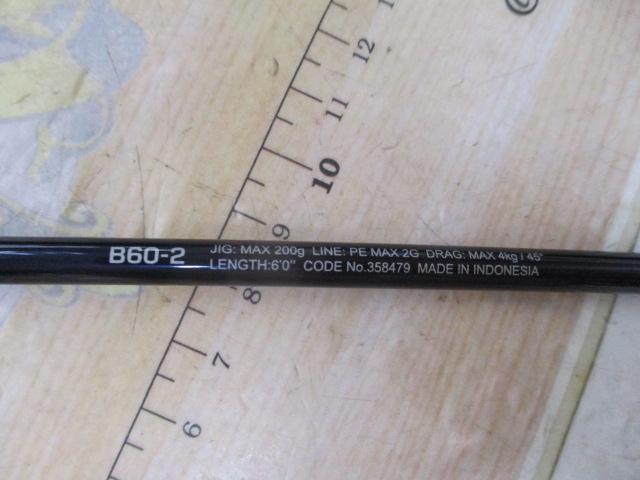 B60-2
JIG: MAX 200g LINE: PE MAX 2G DRAG: MAX 4kg / 45°
LENGTH:6'0" CODE No.358479 MADE IN INDONESIA
12
11
10
9
8
7
6